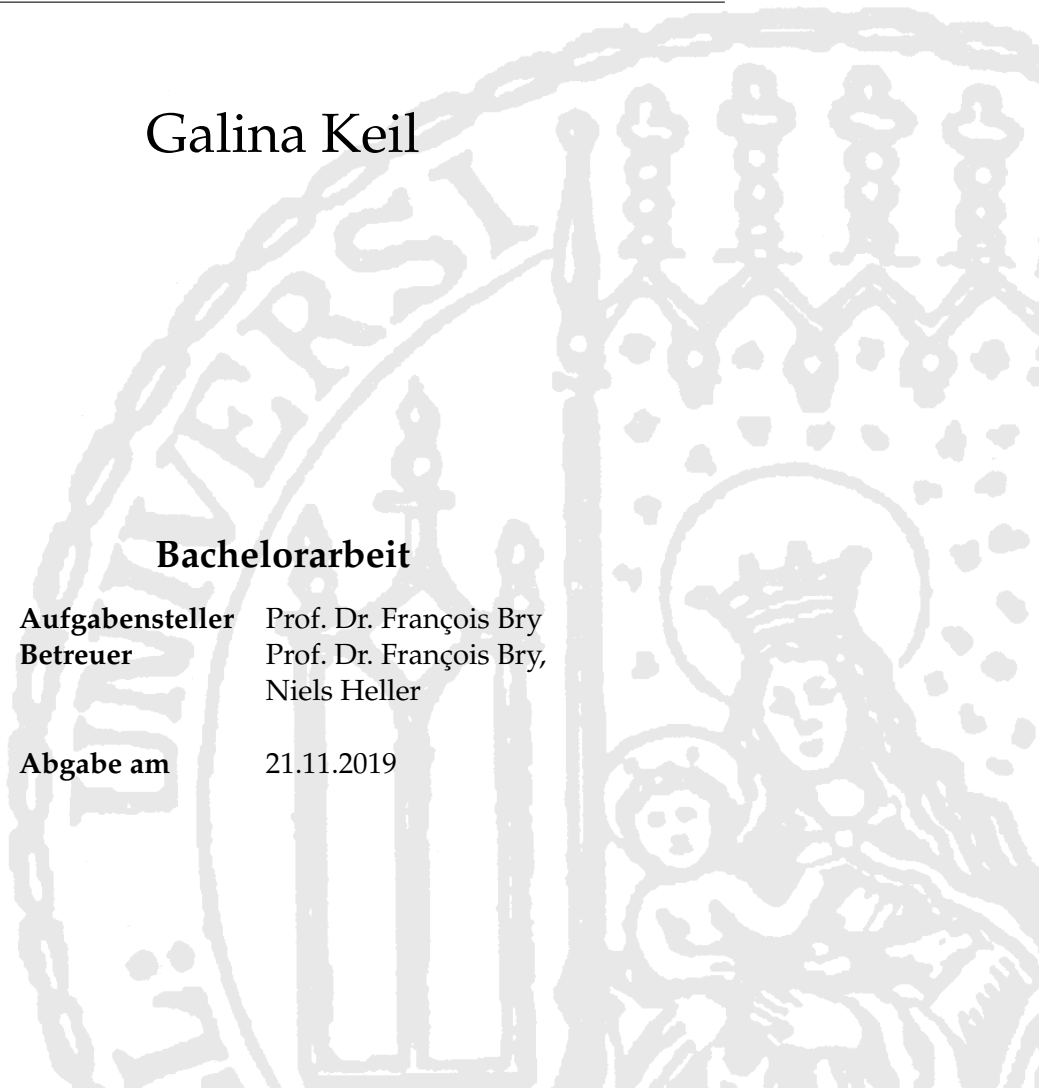 Galina Keil
Bachelorarbeit
Aufgabensteller Prof. Dr. François Bry
Betreuer Prof. Dr. François Bry,
Niels Heller
Abgabe am 21.11.2019
UNIVERSI